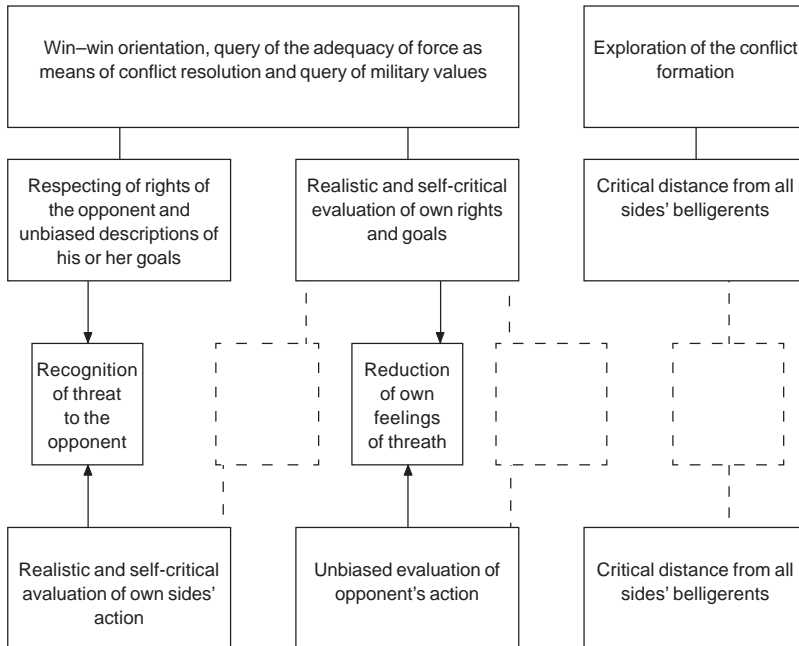 Win–win orientation, query of the adequacy of force as
means of conflict resolution and query of military values
Exploration of the conflict
formation
Respecting of rights of
the opponent and
unbiased descriptions of
his or her goals
Realistic and self-critical
evaluation of own rights
and goals
Critical distance from all
sides’ belligerents
Recognition
of threat
to the
opponent
Reduction
of own
feelings
of threath
Realistic and self-critical
avaluation of own sides’
action
Unbiased evaluation of
opponent’s action
Critical distance from all
sides’ belligerents